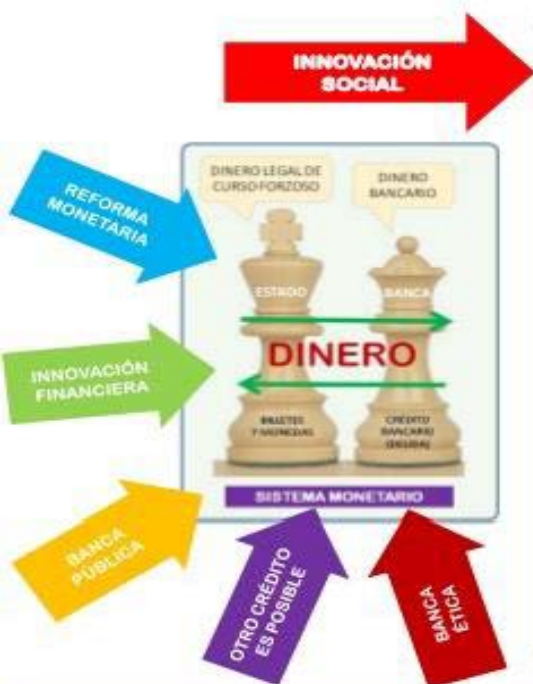 INNOVACIÓN
SOCIAL
REFORMA
MONETARIA
DINERO LEGAL DE
CURSO FORZOSO
DINERO
BANCARIO
ESTADO
BANCA
DINERO
INNOVACIÓN
FINANCIERA
BILLETES
Y MONEDAS
CRÉDITO
BANCARIO
(DEUDA)
SISTEMA MONETARIO
BANCA
PÚBLICA
OTRO CRÉDITO
ES POSIBLE
BANCA
ÉTICA